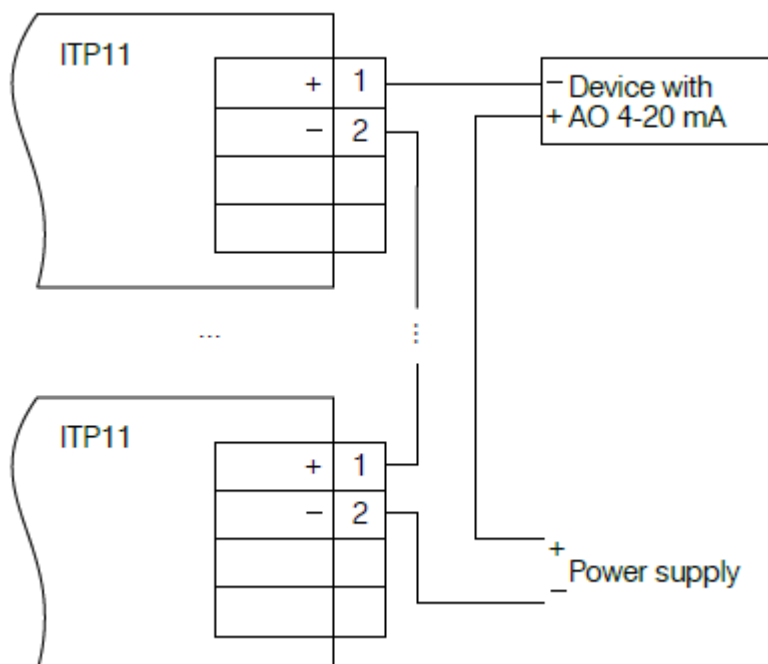 ITP11
+ 1
− 2
− Device with
+ AO 4-20 mA
...
...
ITP11
+ 1
− 2
+
Power supply
−